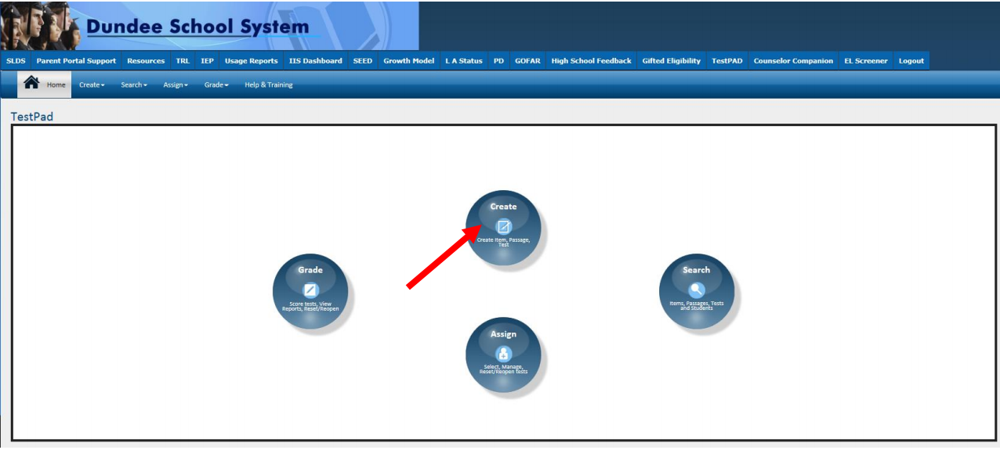 Dundee School System
SLDS Parent Portal Support Resources TRL IEP Usage Reports IIS Dashboard SEED Growth Model L A Status PD GOFAR High School Feedback Gifted Eligibility TestPAD Counselor Companion EL Screener Logout
Home Create Search Assign Grade Help & Training
TestPad
Create
Create Item, Passage,
Test
Grade
Score tests, View
Reports, Reset/Reopen
Search
Items, Passages, Tests
and Students
Assign
Select, Manage,
Reset/Reopen tests